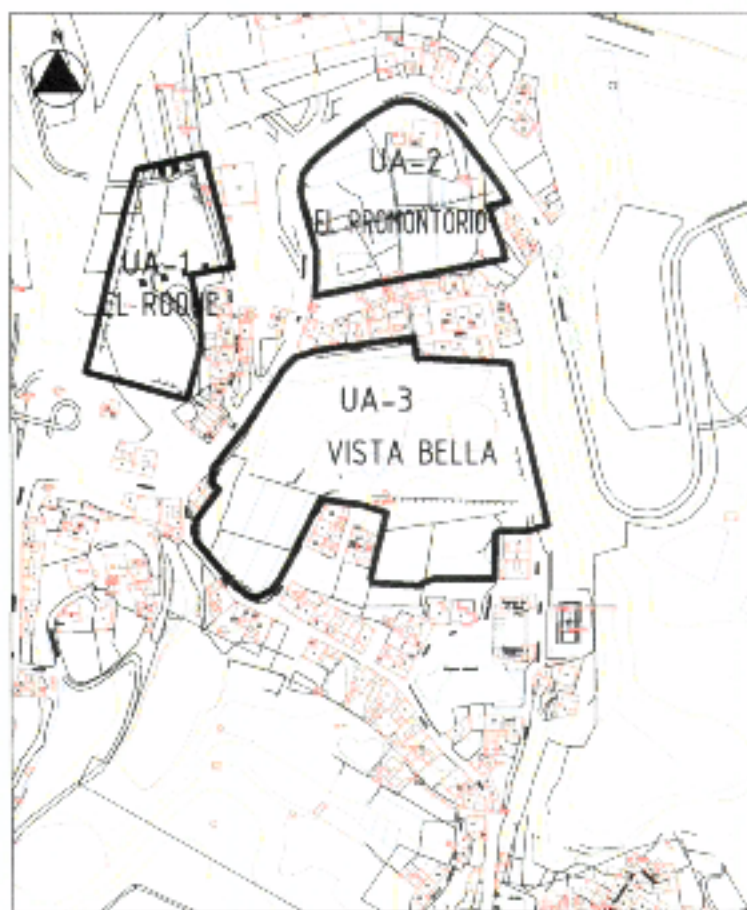 N
UA-2
EL PROMONTORIO
UA-1
EL ROQUE
UA-3
VISTA BELLA